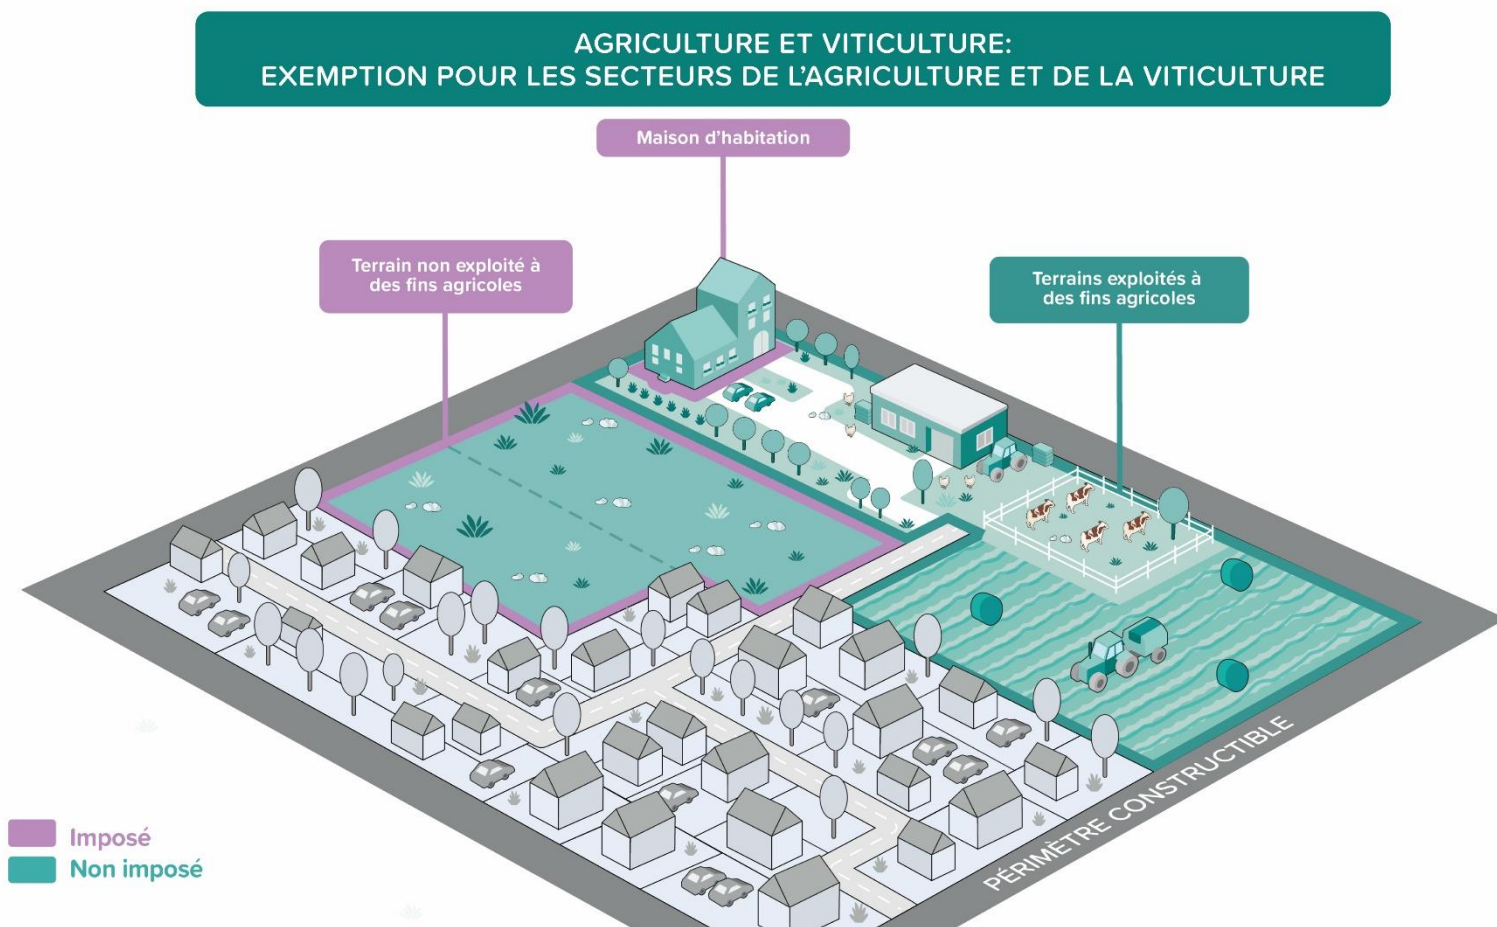 AGRICULTURE ET VITICULTURE:
EXEMPTION POUR LES SECTEURS DE L'AGRICULTURE ET DE LA VITICULTURE
Maison d'habitation
Terrain non exploité à
des fins agricoles
Terrains exploités à
des fins agricoles
PÉRIMÈTRE CONSTRUCTIBLE
Imposé
Non imposé